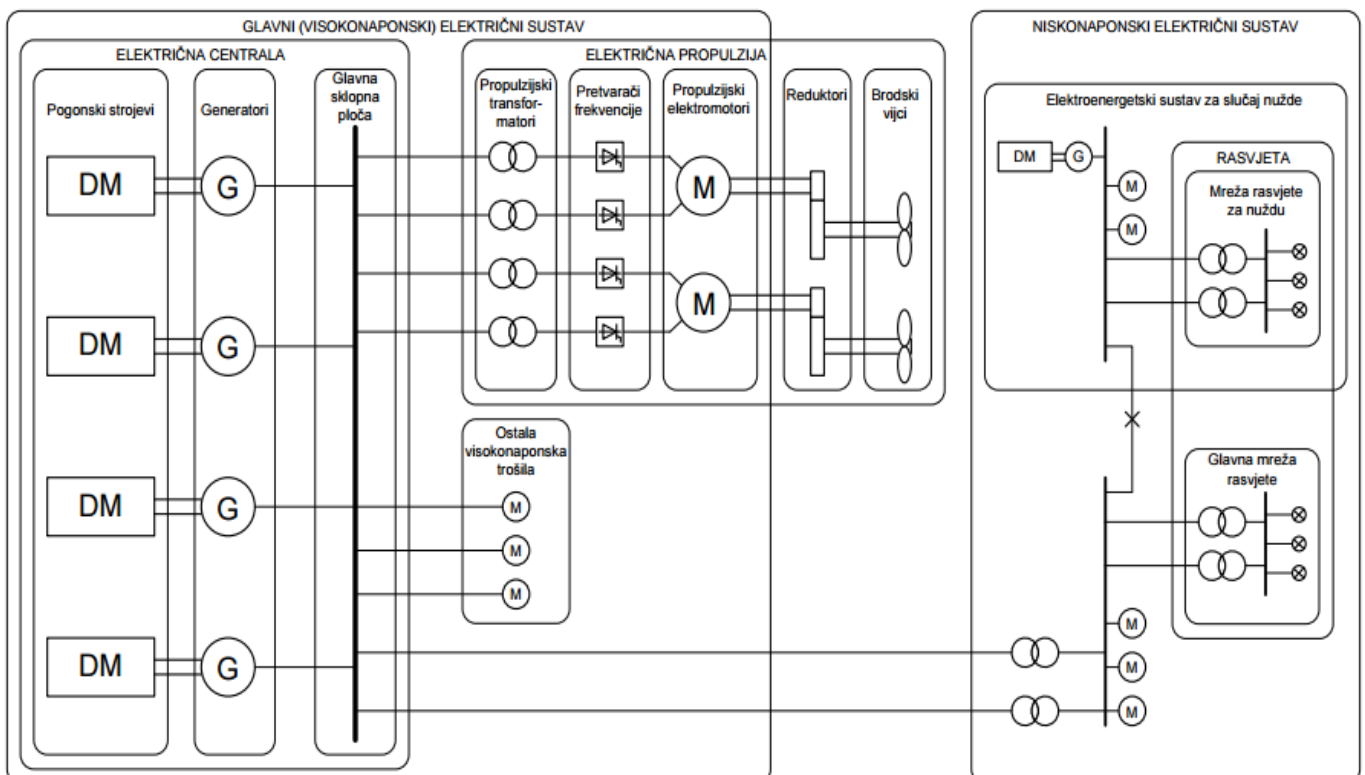 GLAVNI (VISOKONAPONSKI) ELEKTRIČNI SUSTAV
ELEKTRIČNA CENTRALA
Pogonski strojevi
Generatori
Glavna
sklopna
ploča
DM
G
DM
G
DM
G
DM
G
ELEKTRIČNA PROPULZIJA
Propulzijski
transfor-
matori
Pretvarači
frekvencije
Propulzijski
elektromotori
Reduktori
Brodski
vijci
M
M
Ostala
visokonaponska
trošila
M
M
M
NISKONAPONSKI ELEKTRIČNI SUSTAV
Elektroenergetski sustav za slučaj nužde
DM
G
M
M
RASVJETA
Mreža rasvjete
za nuždu
Glavna mreža
rasvjete
M
M
M